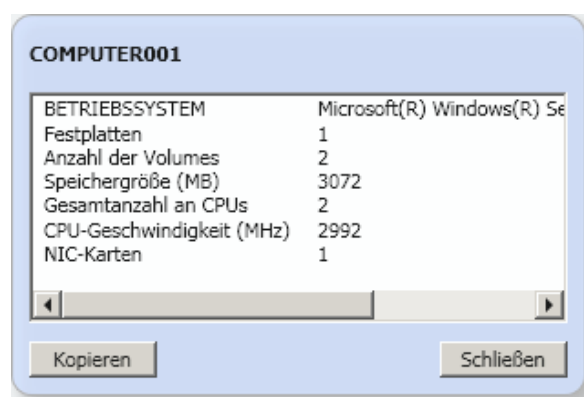 COMPUTER001
BETRIEBSSYSTEM Microsoft(R) Windows(R) Se
Festplatten 1
Anzahl der Volumes 2
Speichergröße (MB) 3072
Gesamtanzahl an CPUs 2
CPU-Geschwindigkeit (MHz) 2992
NIC-Karten 1
Kopieren Schließen